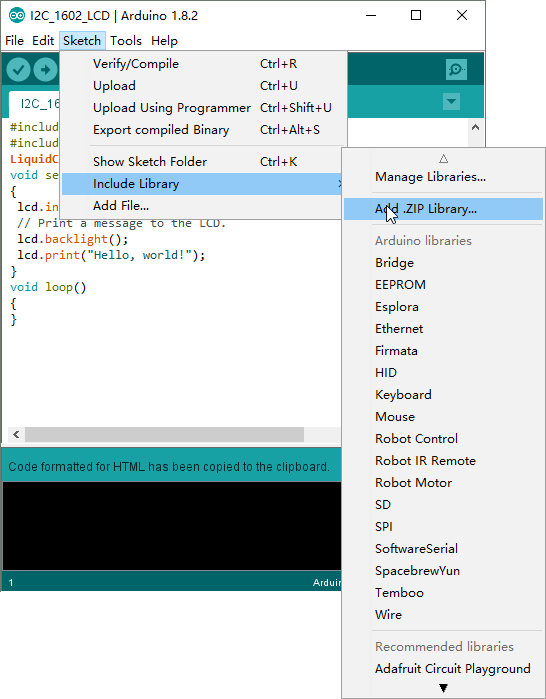 I2C_1602_LCD | Arduino 1.8.2
File Edit Sketch Tools Help
Verify/Compile Ctrl+R
Upload Ctrl+U
Upload Using Programmer Ctrl+Shift+U
Export compiled Binary Ctrl+Alt+S
Show Sketch Folder Ctrl+K
Include Library
Add File...
I2C_16
#includ
#includ
LiquidC
void se
{
lcd.in
// Print a message to the LCD.
lcd.backlight();
lcd.print("Hello, world!");
}
void loop()
{
}
Code formatted for HTML has been copied to the clipboard.
1
Arduin
Manage Libraries...
Add .ZIP Library...
Arduino libraries
Bridge
EEPROM
Esplora
Ethernet
Firmata
HID
Keyboard
Mouse
Robot Control
Robot IR Remote
Robot Motor
SD
SPI
SoftwareSerial
SpacebrewYun
Temboo
Wire
Recommended libraries
Adafruit Circuit Playground